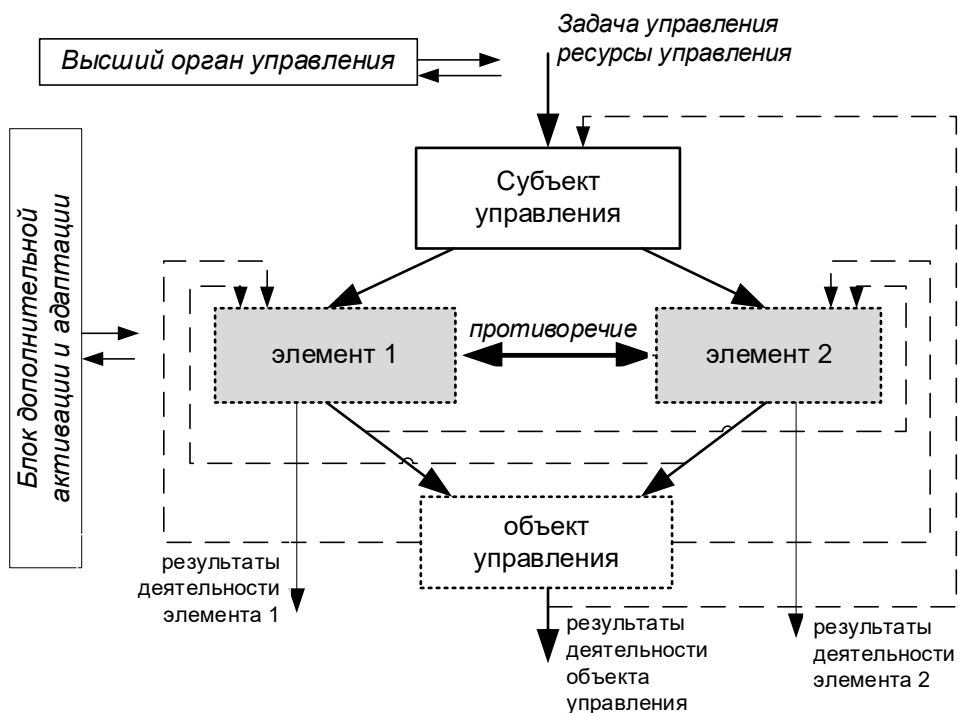 Задача управления
ресурсы управления
Высший орган управления
Блок дополнительной
активации и адаптации
Субъект
управления
противоречие
элемент 1
элемент 2
объект
управления
результаты
деятельности
элемента 1
результаты
деятельности
объекта
управления
результаты
деятельности
элемента 2